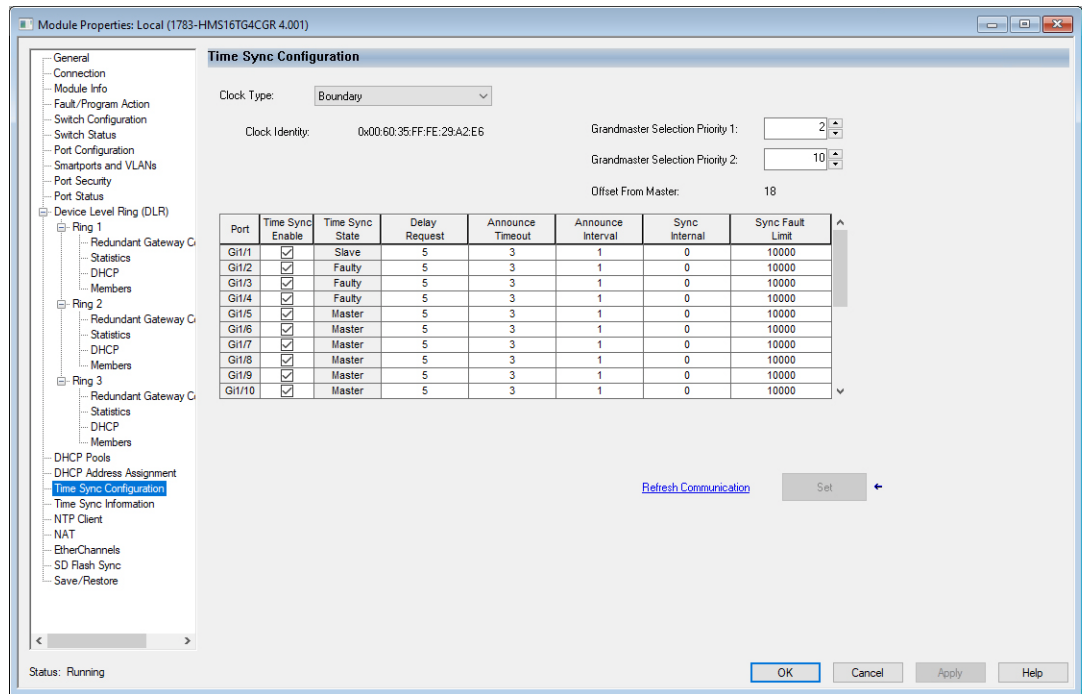 Module Properties: Local (1783-HMS16TG4CGR 4.001)
General
Connection
Module Info
Fault/Program Action
Switch Configuration
Switch Status
Port Configuration
Smartports and VLANs
Port Security
Port Status
Device Level Ring (DLR)
Ring 1
Redundant Gateway C
Statistics
DHCP
Members
Ring 2
Redundant Gateway C
Statistics
DHCP
Members
Ring 3
Redundant Gateway C
Statistics
DHCP
Members
DHCP Pools
DHCP Address Assignment
Time Sync Configuration
Time Sync Information
NTP Client
NAT
EtherChannels
SD Flash Sync
Save/Restore
Time Sync Configuration
Clock Type: Boundary
Clock Identity: 0x00:60:35:FF:FE:29:A2:E6
Grandmaster Selection Priority 1: 2
Grandmaster Selection Priority 2: 10
Offset From Master: 18
Port Time Sync Enable Time Sync State Delay Request Announce Timeout Announce Interval Sync Internal Sync Fault Limit
Gi1/1 Slave 5 3 1 0 10000
Gi1/2 Faulty 5 3 1 0 10000
Gi1/3 Faulty 5 3 1 0 10000
Gi1/4 Faulty 5 3 1 0 10000
Gi1/5 Master 5 3 1 0 10000
Gi1/6 Master 5 3 1 0 10000
Gi1/7 Master 5 3 1 0 10000
Gi1/8 Master 5 3 1 0 10000
Gi1/9 Master 5 3 1 0 10000
Gi1/10 Master 5 3 1 0 10000
Refresh Communication Set
Status: Running
OK Cancel Apply Help